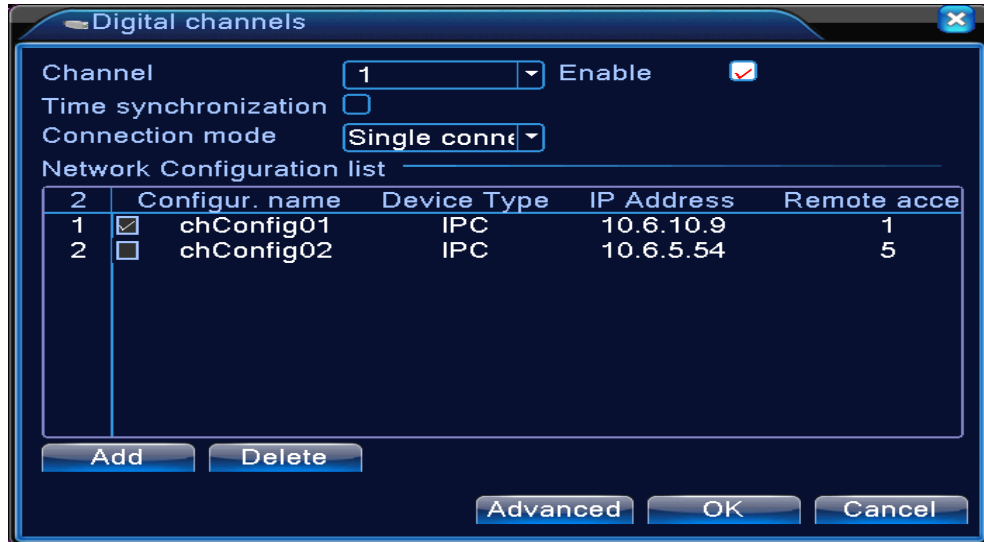 Digital channels
Channel 1 Enable
Time synchronization
Connection mode Single conne
Network Configuration list
2 Configur. name Device Type IP Address Remote acce
1 chConfig01 IPC 10.6.10.9 1
2 chConfig02 IPC 10.6.5.54 5
Add Delete
Advanced OK Cancel